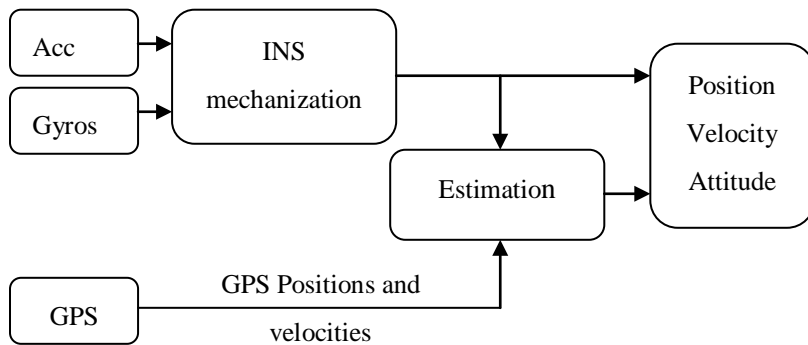 Acc
Gyros
INS
mechanization
Position
Velocity
Attitude
Estimation
GPS
GPS Positions and
velocities